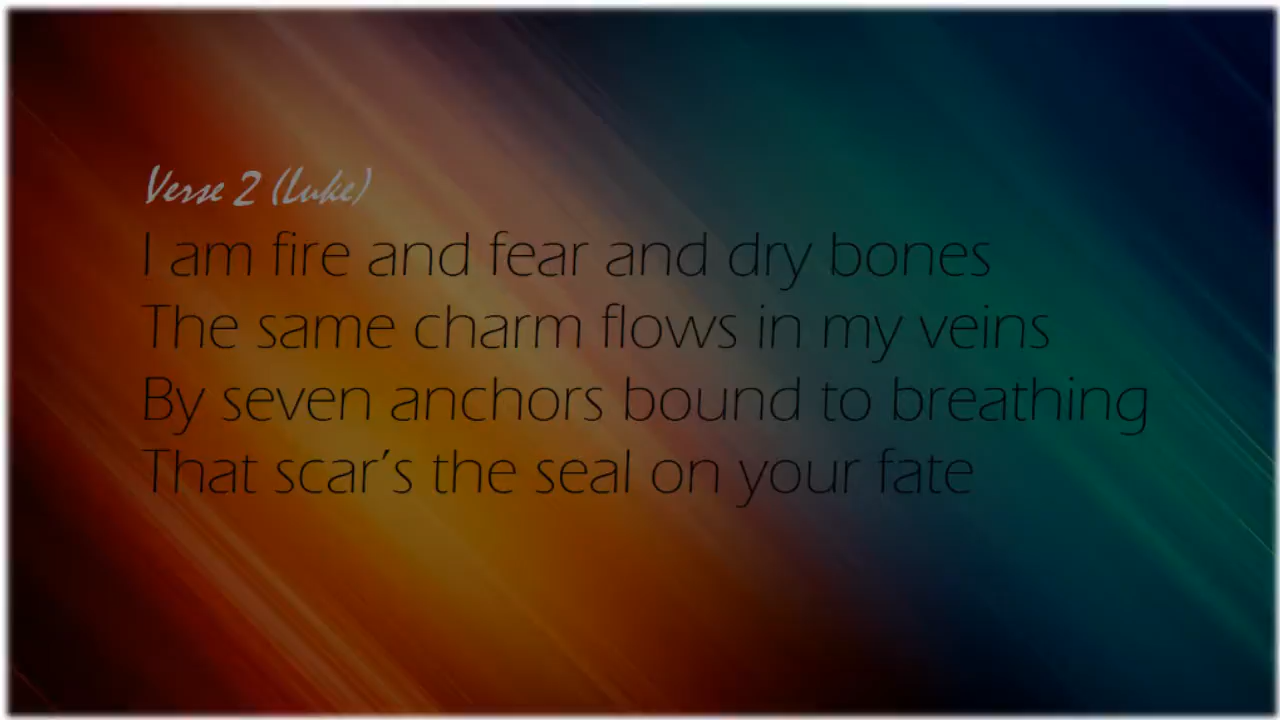 Verse 2 (Luke)
I am fire and fear and dry bones
The same charm flows in my veins
By seven anchors bound to breathing
That scar's the seal on your fate